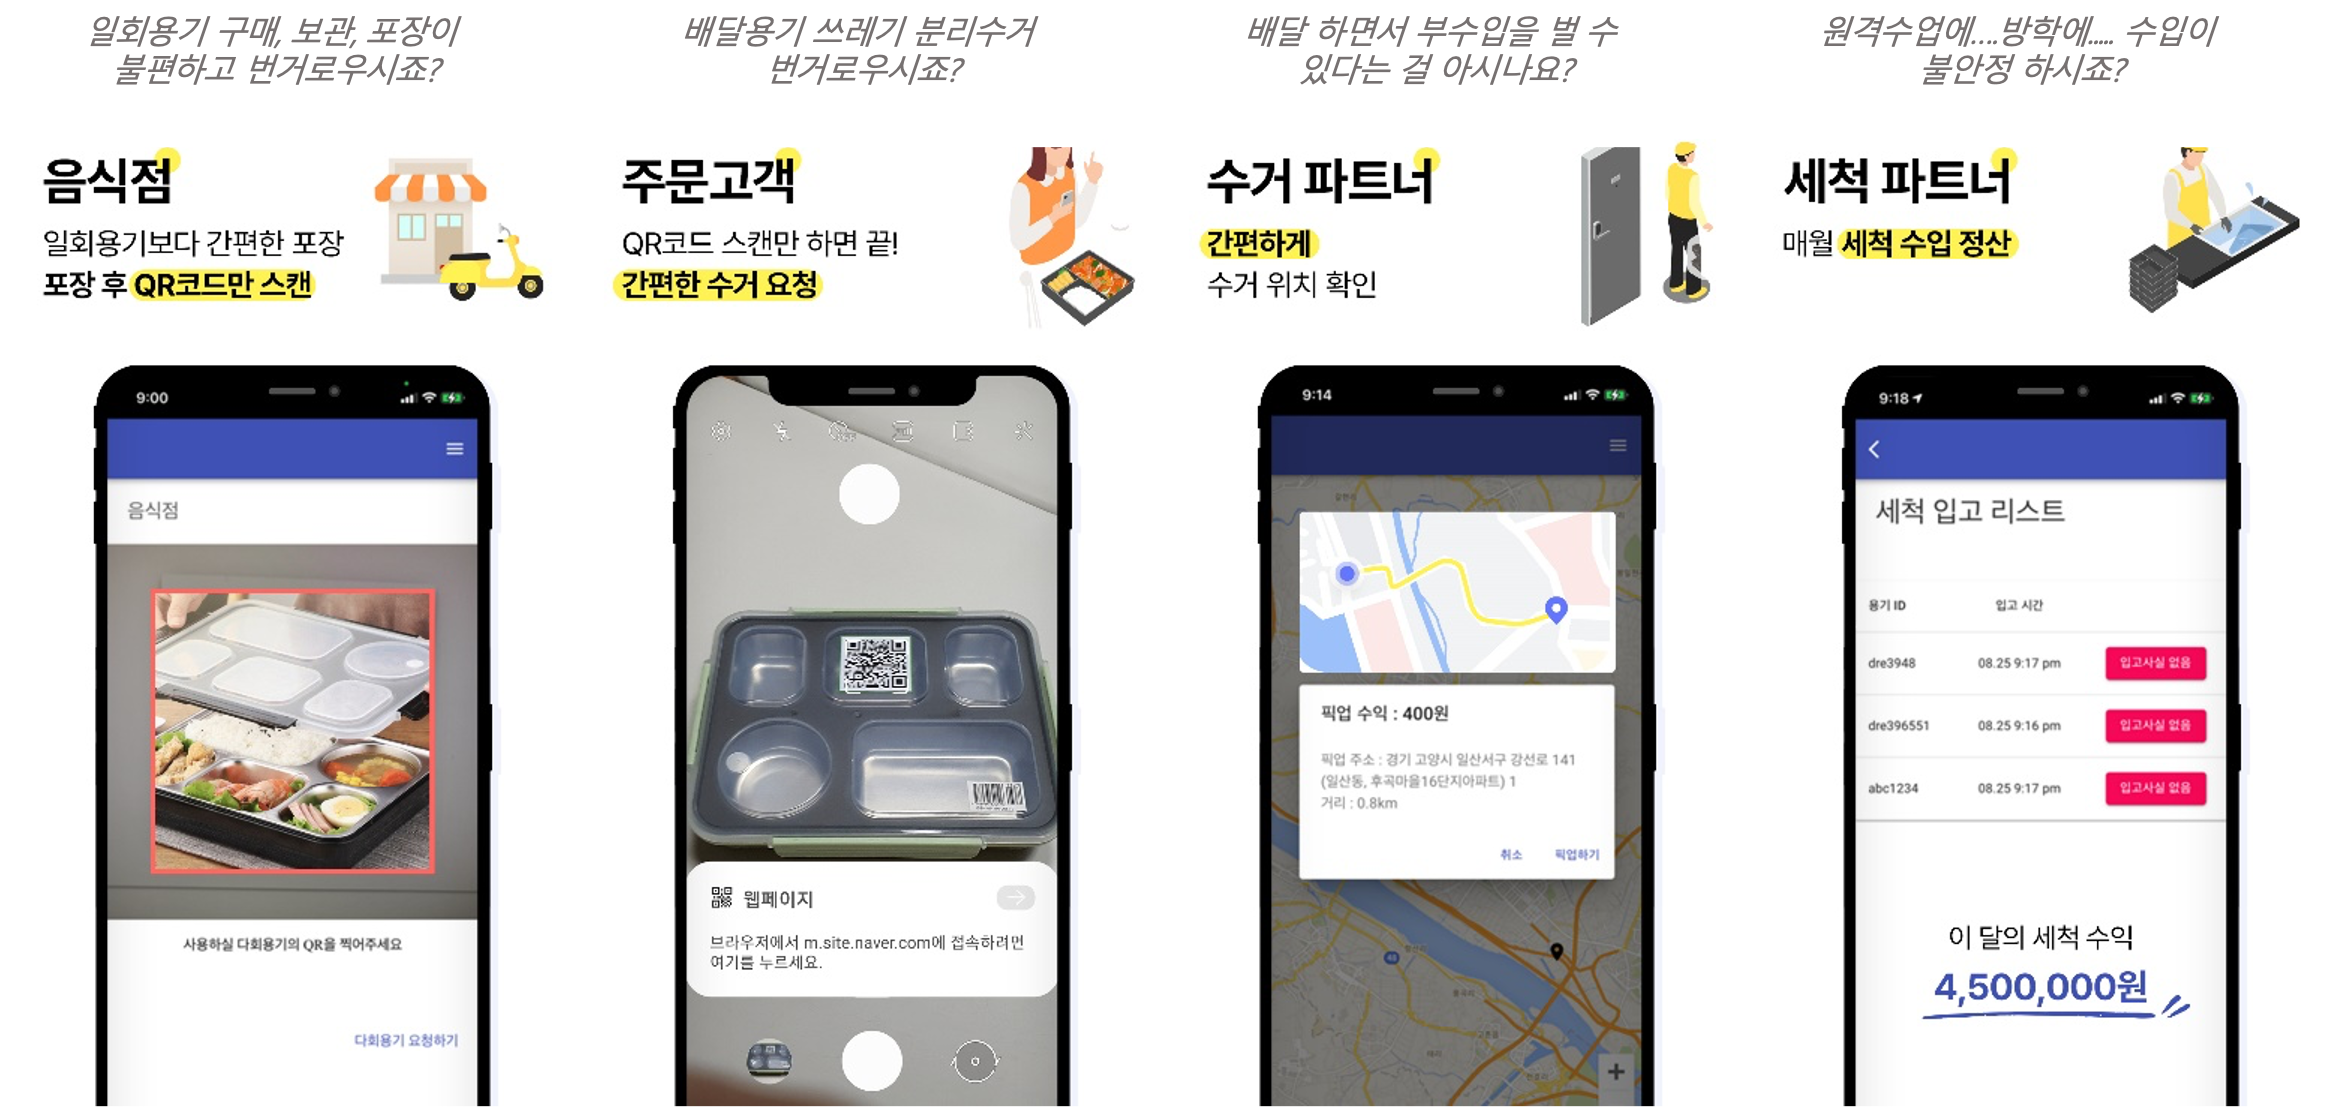 일회용기 구매, 보관, 포장이
불편하고 번거로우시죠?
음식점
일회용기보다 간편한 포장
포장 후 QR코드만 스캔
9:00
음식점
사용하실 다회용기의 QR을 찍어주세요
다회용기 요청하기
배달용기 쓰레기 분리수거
번거로우시죠?
주문고객
QR코드 스캔만 하면 끝!
간편한 수거 요청
웹페이지
브라우저에서 m.site.naver.com에 접속하려면
여기를 누르세요.
배달 하면서 부수입을 벌 수
있다는 걸 아시나요?
수거 파트너
간편하게
수거 위치 확인
9:14
픽업 수익 : 400원
픽업 주소 : 경기 고양시 일산서구 강선로 141
(일산동, 후곡마을16단지아파트) 1
거리 : 0.8km
취소 픽업하기
원격수업에....방학에..... 수입이
불안정 하시죠?
세척 파트너
매월 세척 수입 정산
9:18
세척 입고 리스트
용기 ID 입고 시간
dre3948 08.25 9:17 pm 입고사실 없음
dre396551 08.25 9:16 pm 입고사실 없음
abc1234 08.25 9:17 pm 입고사실 없음
이 달의 세척 수익
4,500,000원